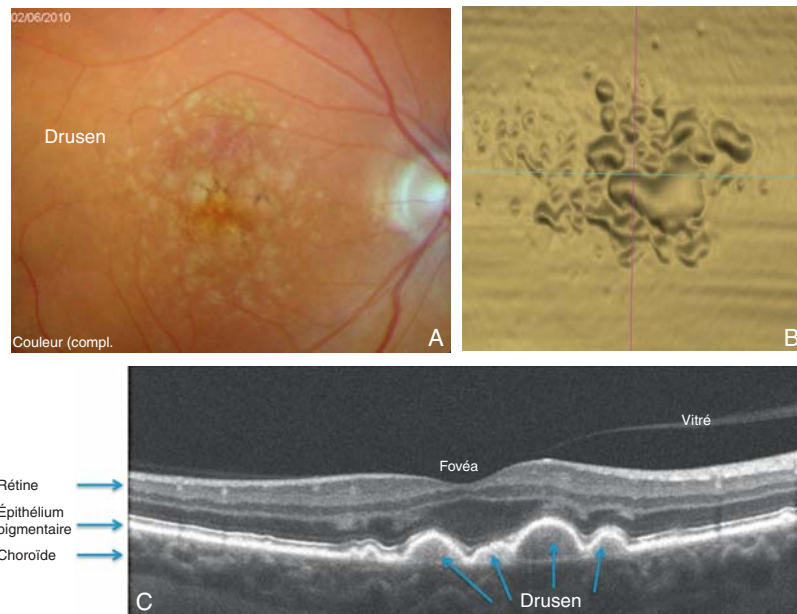 02/06/2010
Drusen
Couleur (compl.
A
B
Vitré
Fovéa
Rétine
Épithélium
pigmentaire
Choroïde
Drusen
C